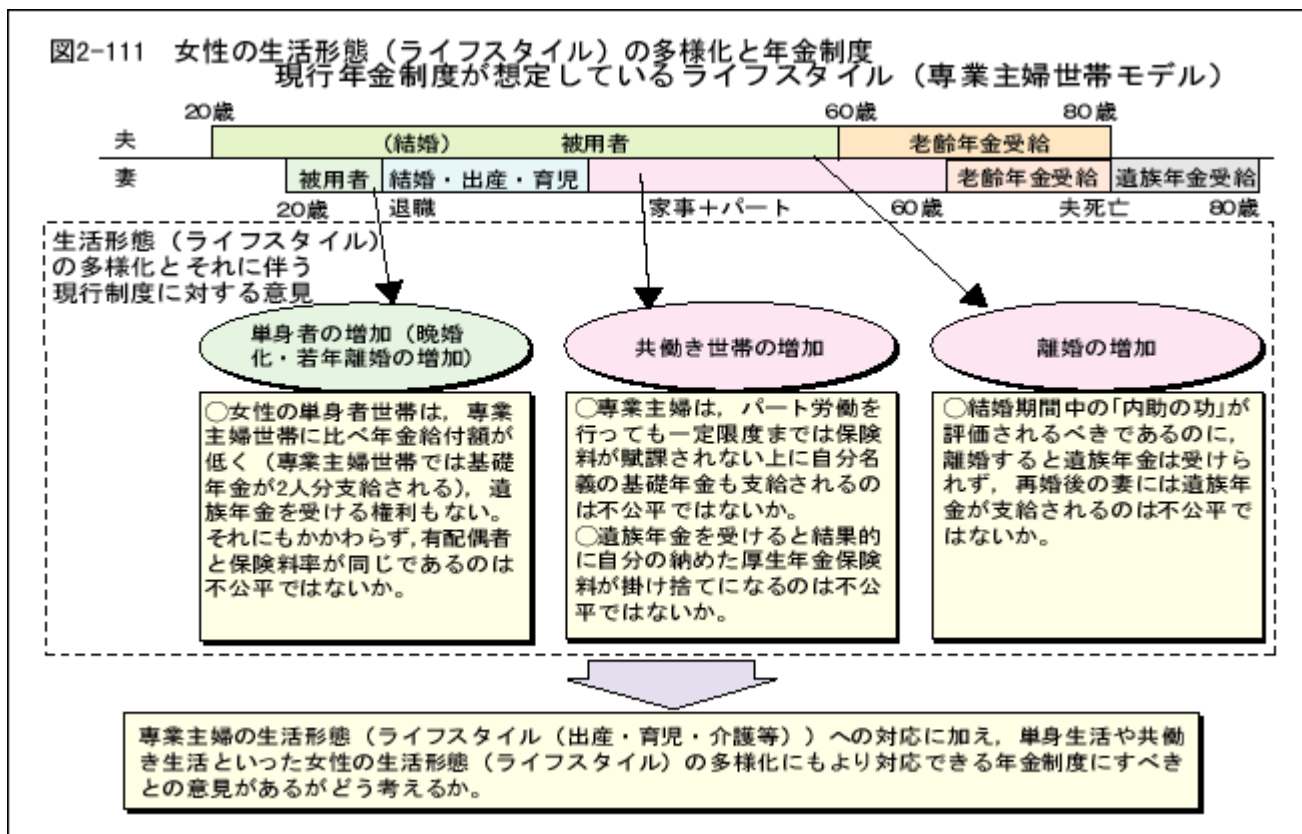 図2-111　女性の生活形態（ライフスタイル）の多様化と年金制度
現行年金制度が想定しているライフスタイル（専業主婦世帯モデル）
20歳　60歳　80歳
夫　（結婚）　被用者　老齢年金受給
妻　被用者　結婚・出産・育児　老齢年金受給　遺族年金受給
20歳　退職　家事＋パート　60歳　夫死亡　80歳
生活形態（ライフスタイル）
の多様化とそれに伴う
現行制度に対する意見
単身者の増加（晩婚
化・若年離婚の増加）
○女性の単身者世帯は，専業
主婦世帯に比べ年金給付額が
低く（専業主婦世帯では基礎
年金が2人分支給される），遺
族年金を受ける権利もない。
それにもかかわらず，有配偶者
と保険料率が同じであるのは
不公平ではないか。
共働き世帯の増加
○専業主婦は，パート労働を
行っても一定限度までは保険
料が賦課されない上に自分名
義の基礎年金も支給されるの
は不公平ではないか。
○遺族年金を受けると結果的
に自分の納めた厚生年金保険
料が掛け捨てになるのは不公
平ではないか。
離婚の増加
○結婚期間中の「内助の功」が
評価されるべきであるのに，
離婚すると遺族年金は受けら
れず，再婚後の妻には遺族年
金が支給されるのは不公平で
はないか。
専業主婦の生活形態（ライフスタイル（出産・育児・介護等））への対応に加え，単身生活や共働
き生活といった女性の生活形態（ライフスタイル）の多様化にもより対応できる年金制度にすべき
との意見があるがどう考えるか。